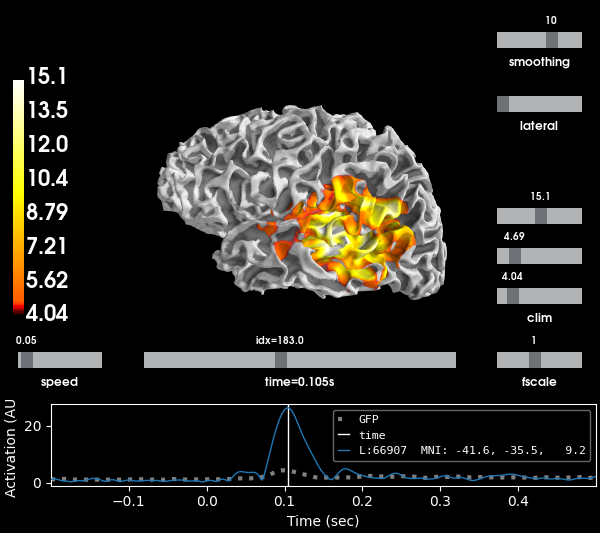 10
smoothing
lateral
15.1
4.69
4.04
clim
15.1
13.5
12.0
10.4
8.79
7.21
5.62
4.04
0.05
speed
idx=183.0
time=0.105s
1
fscale
Activation (AU
20
0
GFP
time
L:66907 MNI: -41.6, -35.5, 9.2
−0.1 0.0 0.1 0.2 0.3 0.4
Time (sec)